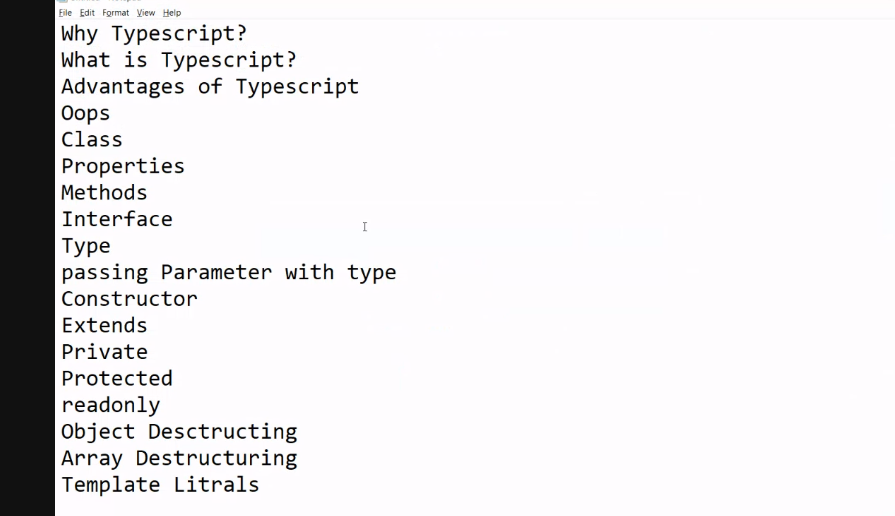 File Edit Format View Help
Why Typescript?
What is Typescript?
Advantages of Typescript
Oops
Class
Properties
Methods
Interface
Type
passing Parameter with type
Constructor
Extends
Private
Protected
readonly
Object Desctructing
Array Destructuring
Template Litrals